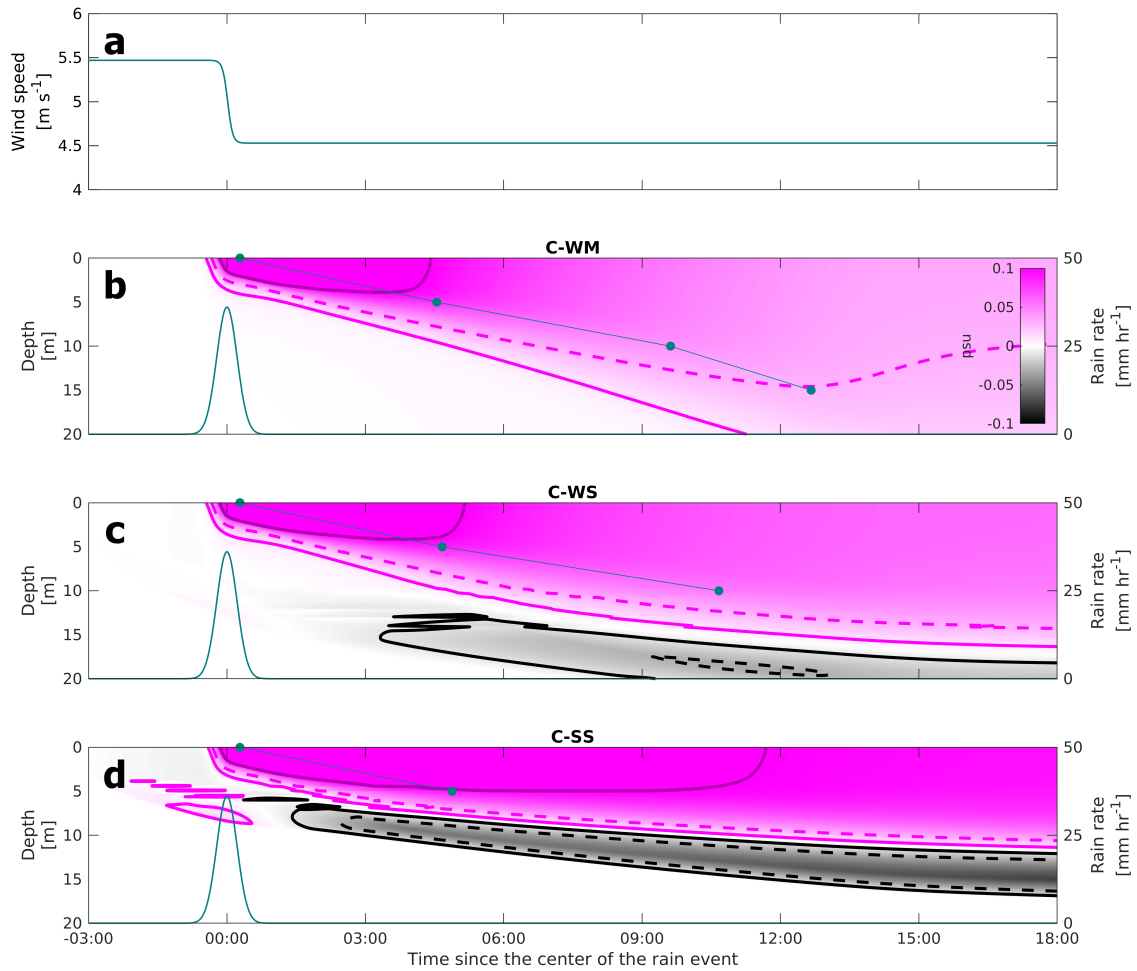 a
Wind speed
[m s-1]
6
5.5
5
4.5
4
C-WM
b
Depth
[m]
0
5
10
15
20
0.1
0.05
0
-0.05
-0.1
psu
50
25
0
Rain rate
[mm hr-1]
C-WS
c
Depth
[m]
0
5
10
15
20
50
25
0
Rain rate
[mm hr-1]
C-SS
d
Depth
[m]
0
5
10
15
20
50
25
0
Rain rate
[mm hr-1]
-03:00 00:00 03:00 06:00 09:00 12:00 15:00 18:00
Time since the center of the rain event